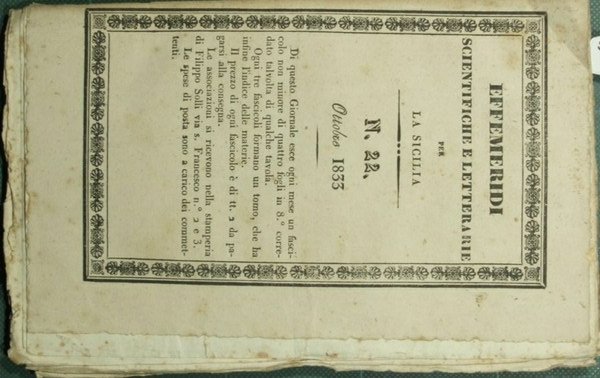 EFFEMERIDI
SCIENTIFICHE E LETTERARIE
PER
LA SICILIA
N. 22.
1833
Di questo Giornale esce ogni mese un fasci-
colo non minore di quattro fogli in 8.° corre-
dato talvolta di qualche tavola.
Ogni tre fascicoli formano un tomo, che ha
infine l'indice delle materie.
Il prezzo di ogni fascicolo è di tt. 2 da pa-
garsi alla consegna.
Le associazioni si ricevono nella stamperia
di Filippo Solli via s. Francesco n.° 2 e 3.
Le spese di posta sono a carico dei commet-
tenti.